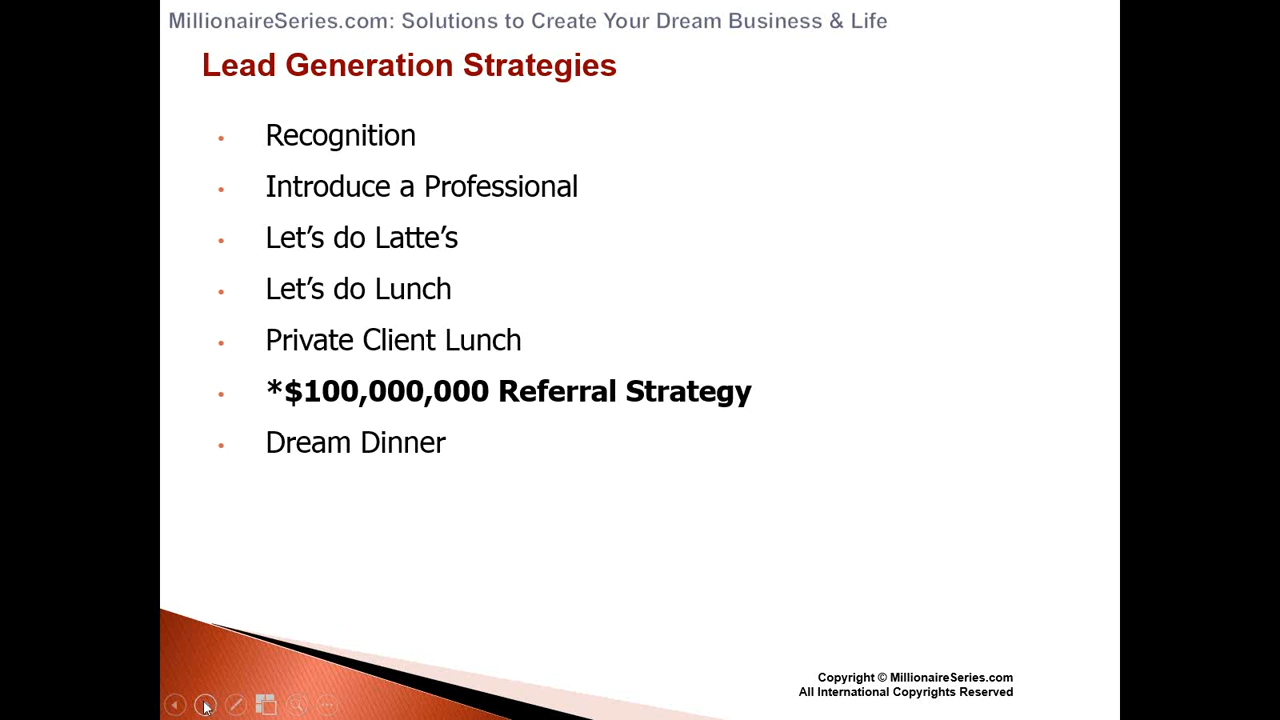 MillionaireSeries.com: Solutions to Create Your Dream Business & Life
Lead Generation Strategies
• Recognition
• Introduce a Professional
• Let’s do Latte’s
• Let’s do Lunch
• Private Client Lunch
• *$100,000,000 Referral Strategy
• Dream Dinner
Copyright © MillionaireSeries.com
All International Copyrights Reserved